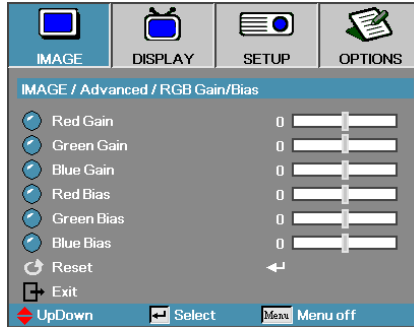 IMAGE DISPLAY SETUP OPTIONS
IMAGE / Advanced / RGB Gain/Bias
Red Gain 0
Green Gain 0
Blue Gain 0
Red Bias 0
Green Bias 0
Blue Bias 0
Reset
Exit
UpDown Select Menu Menu off